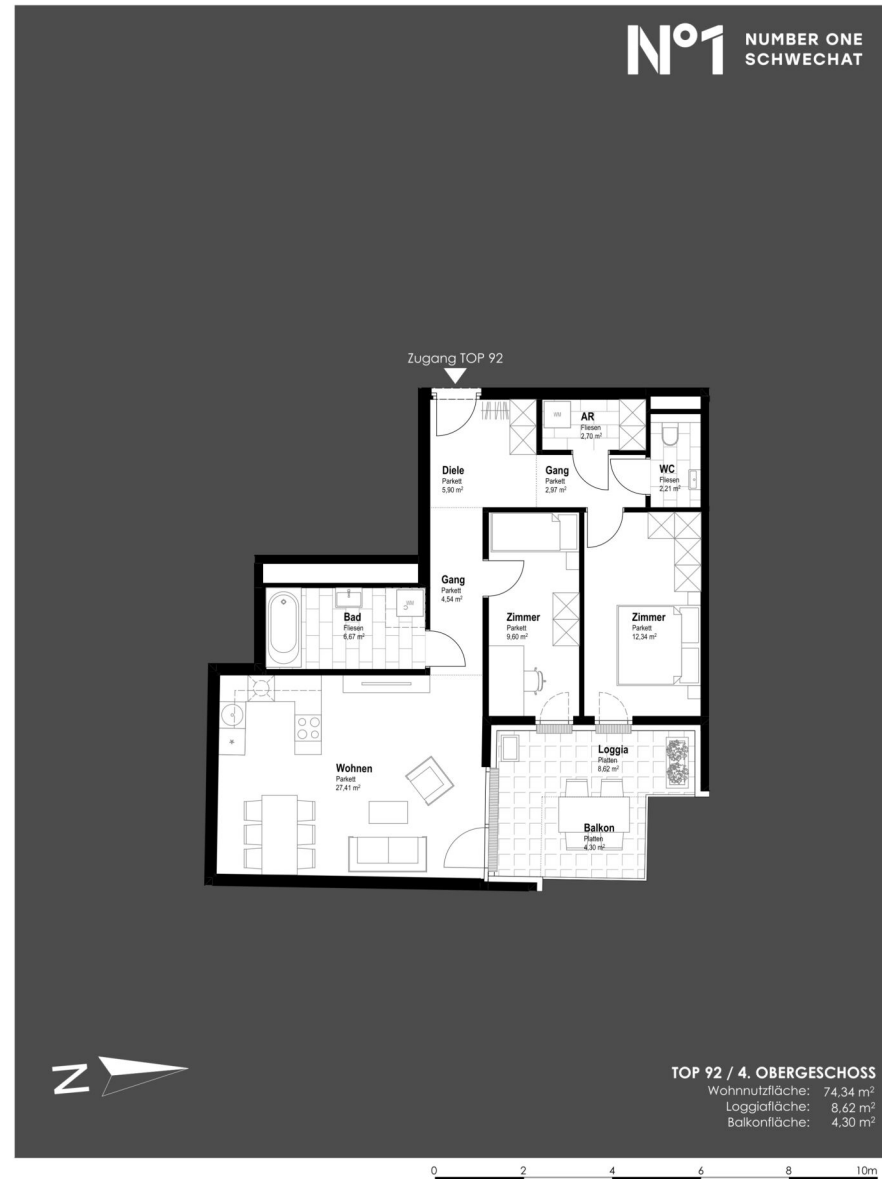 Nº1
NUMBER ONE
SCHWECHAT
Zugang TOP 92
AR
Fliesen
2,70 m²
WM
Diele
Parkett
5,90 m²
Gang
Parkett
2,97 m²
WC
Fliesen
2,21 m²
Gang
Parkett
4,54 m²
Bad
Fliesen
6,67 m²
WM
Zimmer
Parkett
9,60 m²
Zimmer
Parkett
12,34 m²
Wohnen
Parkett
27,41 m²
Loggia
Platten
8,62 m²
Balkon
Platten
4,30 m²
N
TOP 92 / 4. OBERGESCHOSS
Wohnnutzfläche: 74,34 m²
Loggiafläche: 8,62 m²
Balkonfläche: 4,30 m²
0 2 4 6 8 10m